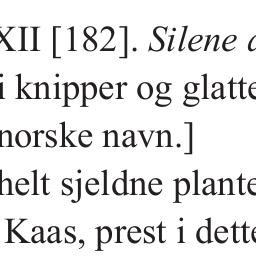 XII [182]. Silene
i knipper og glatte
norske navn.]
helt sjeldne plante
Kaas, prest i dette